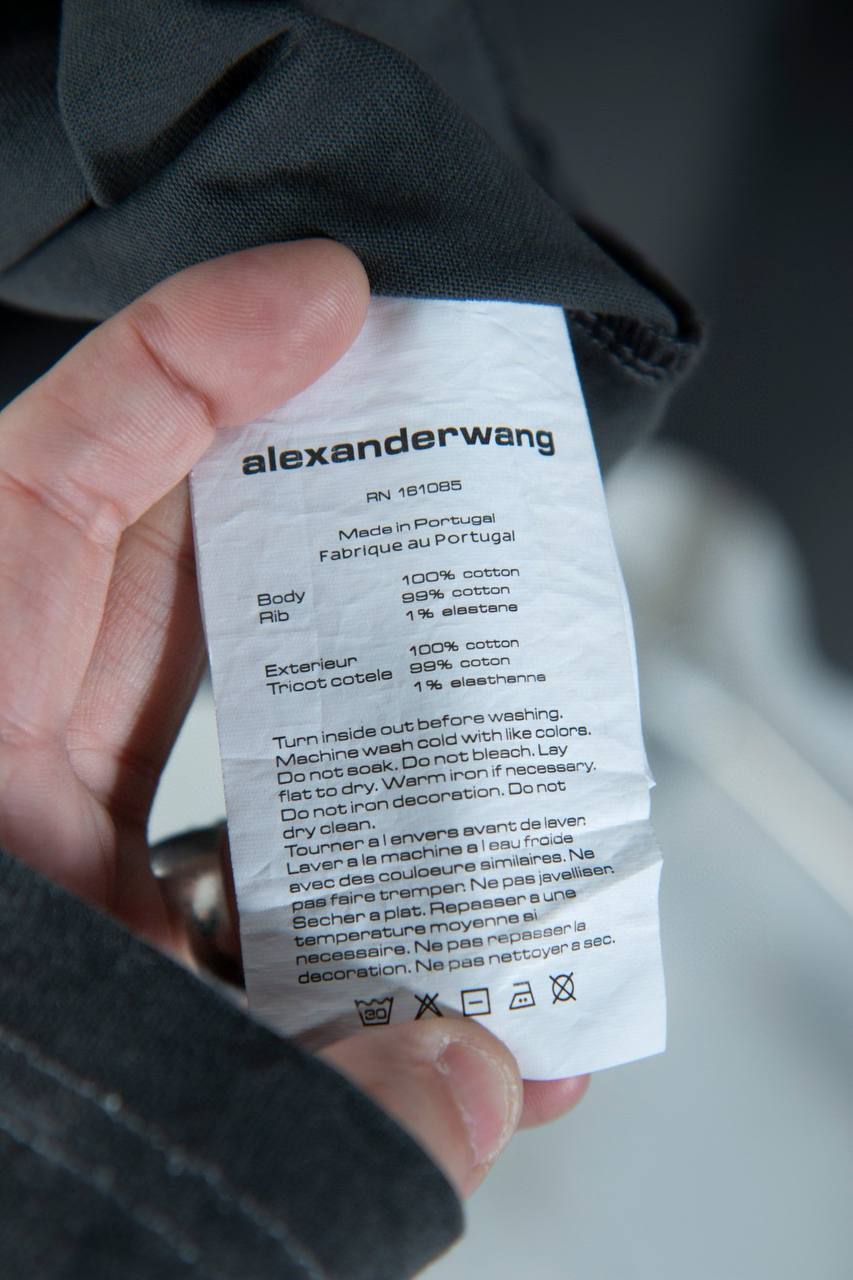 alexanderwang
RN 161085
Made in Portugal
Fabrique au Portugal
Body 100% cotton
Rib 99% cotton
1% elastane
Exterieur 100% cotton
Tricot cotele 99% coton
1% elasthanne
Turn inside out before washing.
Machine wash cold with like colors.
Do not soak. Do not bleach. Lay
flat to dry. Warm iron if necessary.
Do not iron decoration. Do not
dry clean.
Tourner a l envers avant de laver.
Laver a la machine a l eau froide
avec des couloeure similaires. Ne
pas faire tremper. Ne pas javelliser.
Secher a plat. Repasser a une
temperature moyenne si
necessaire. Ne pas repasser la
decoration. Ne pas nettoyer a sec.
30